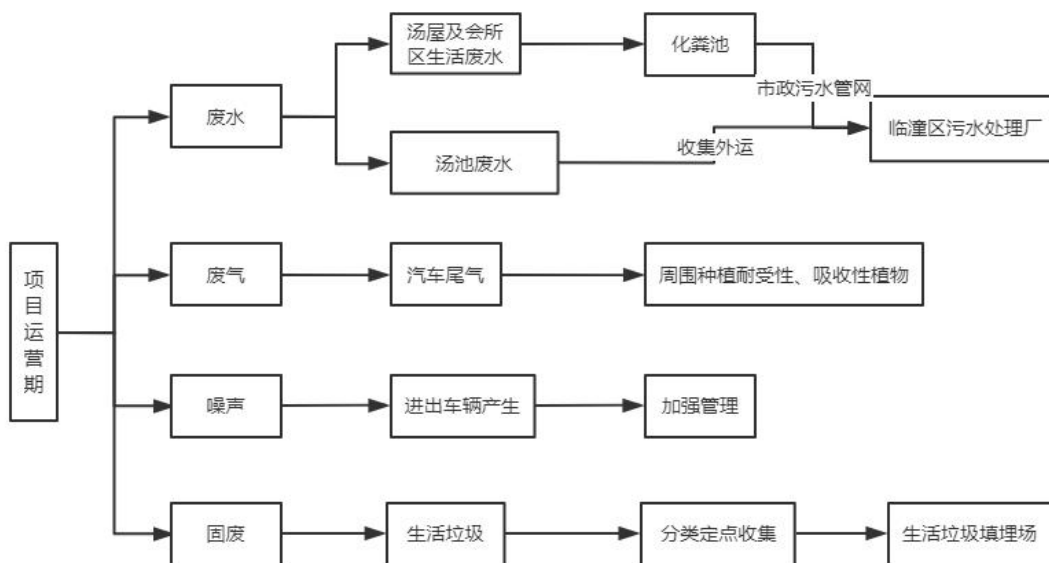 汤屋及会所
区生活废水
化粪池
市政污水管网
废水
临潼区污水处理厂
汤池废水
收集外运
项
目
运
营
期
废气
汽车尾气
周围种植耐受性、吸收性植物
噪声
进出车辆产生
加强管理
固废
生活垃圾
分类定点收集
生活垃圾填埋场